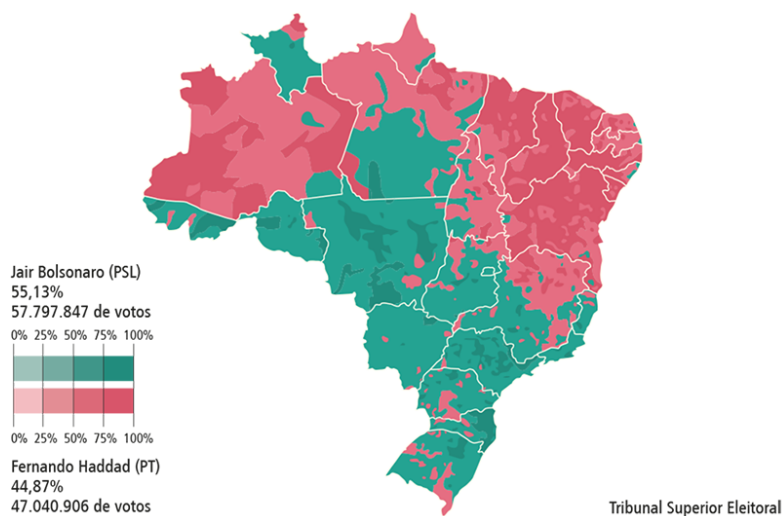 Jair Bolsonaro (PSL)
55,13%
57.797.847 de votos
0% 25% 50% 75% 100%
0% 25% 50% 75% 100%
Fernando Haddad (PT)
44,87%
47.040.906 de votos
Tribunal Superior Eleitoral